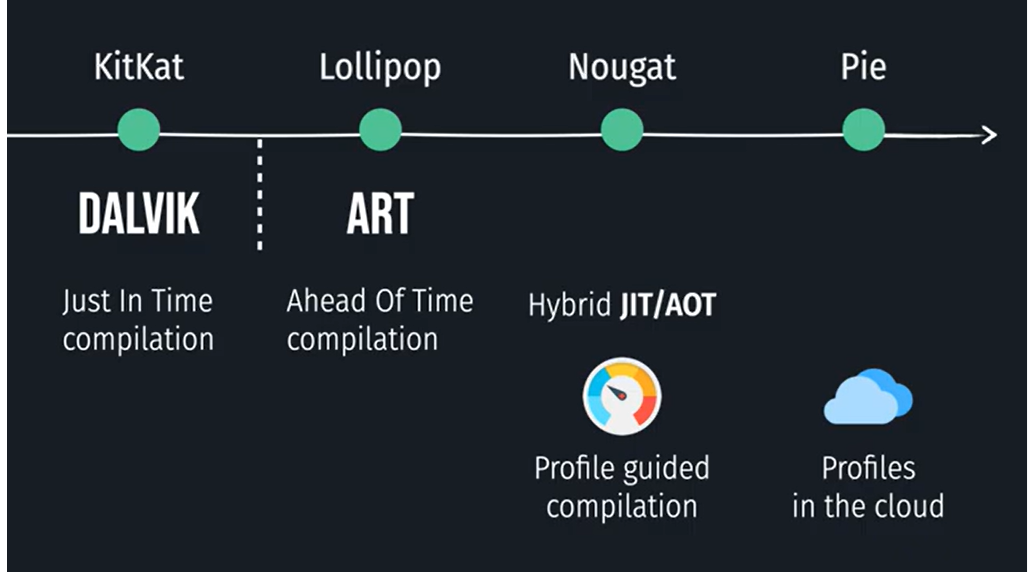 KitKat
Lollipop
Nougat
Pie
DALVIK
ART
Just In Time
compilation
Ahead Of Time
compilation
Hybrid JIT/AOT
Profile guided
compilation
Profiles
in the cloud